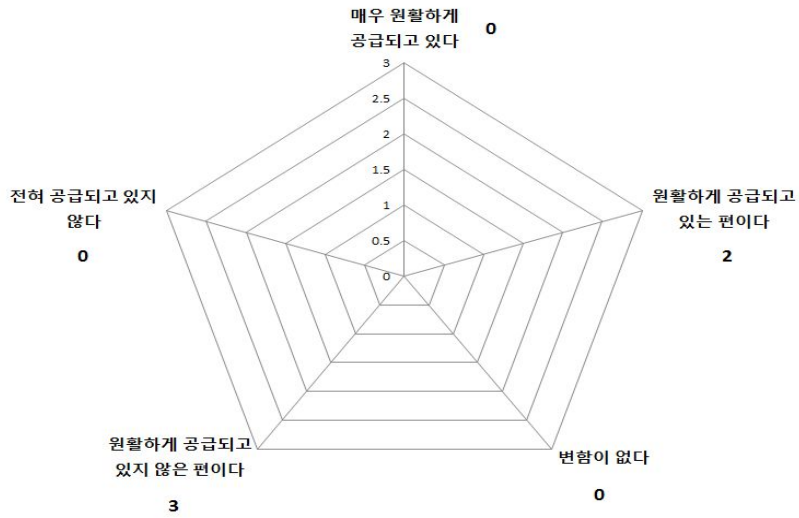 매우 원활하게
공급되고 있다
0
3
2.5
2
1.5
1
0.5
0
전혀 공급되고 있지
않다
0
원활하게 공급되고
있는 편이다
2
원활하게 공급되고
있지 않은 편이다
3
변함이 없다
0